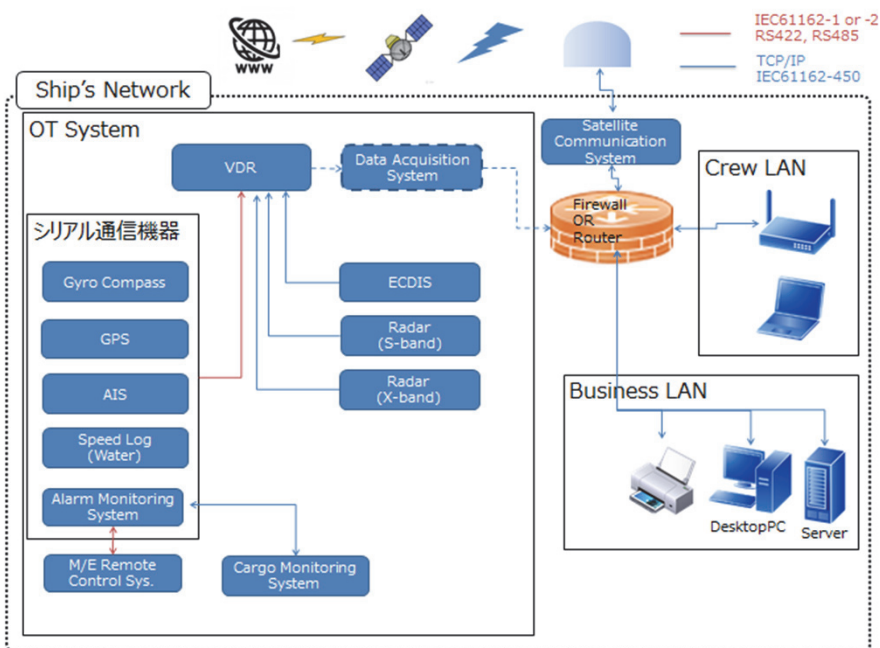 WWW
IEC61162-1 or -2
RS422, RS485
TCP/IP
IEC61162-450
Ship's Network
OT System
VDR
Data Acquisition
System
Satellite
Communication
System
Firewall
OR
Router
Crew LAN
シリアル通信機器
Gyro Compass
GPS
AIS
Speed Log
(Water)
Alarm Monitoring
System
M/E Remote
Control Sys.
Cargo Monitoring
System
ECDIS
Radar
(S-band)
Radar
(X-band)
Business LAN
DesktopPC
Server